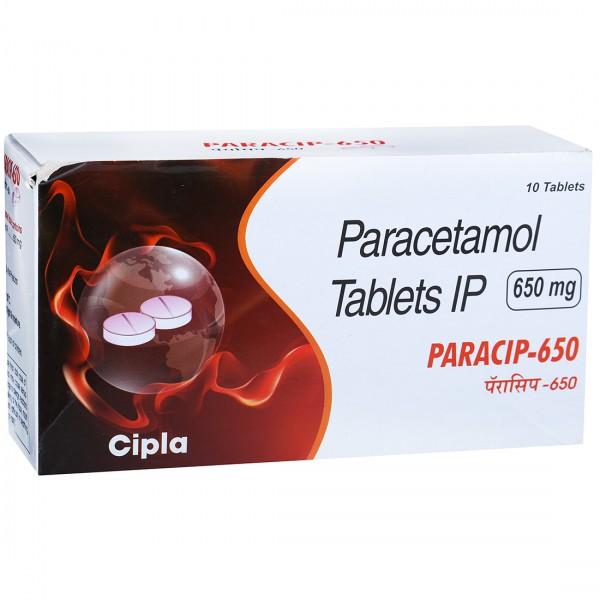 PARACIP-650
10 Tablets
Paracetamol
Tablets IP 650 mg
PARACIP-650
पॅरासिप -650
Cipla